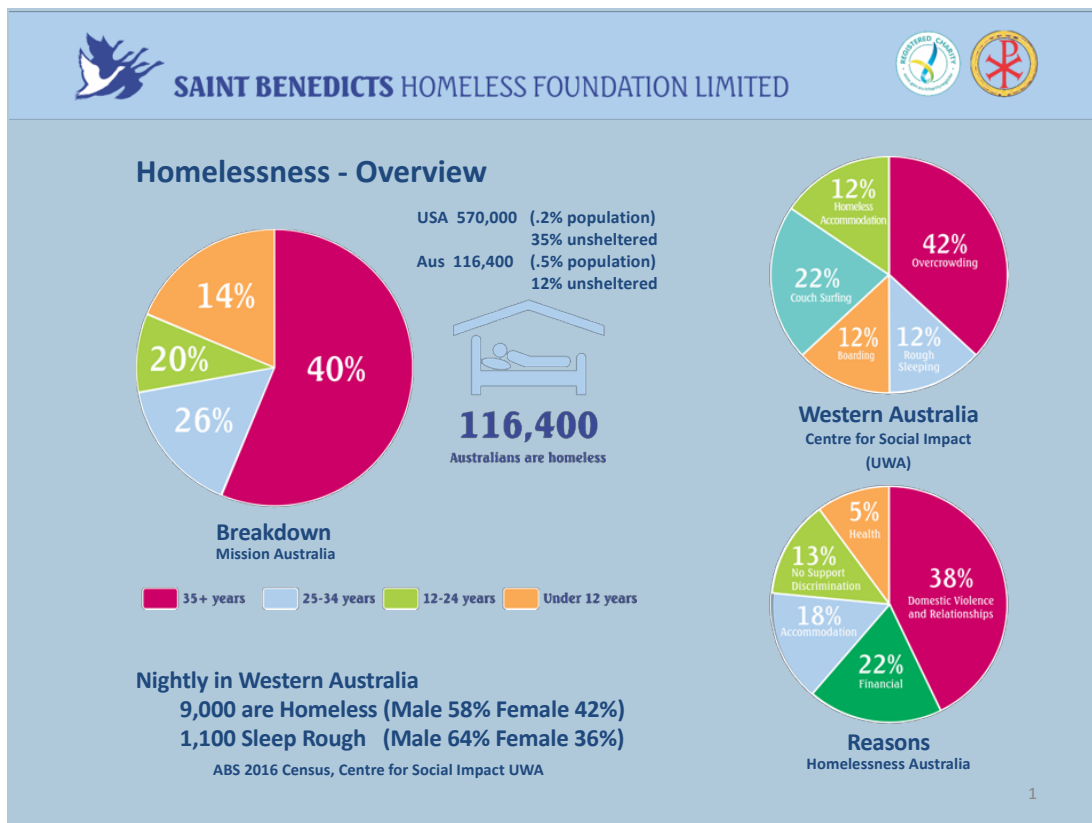 SAINT BENEDICTS HOMELESS FOUNDATION LIMITED
REGISTERED CHARITY
Homelessness - Overview
USA 570,000 (.2% population)
35% unsheltered
Aus 116,400 (.5% population)
12% unsheltered
14%
20%
40%
26%
116,400
Australians are homeless
Breakdown
Mission Australia
35+ years
25-34 years
12-24 years
Under 12 years
12%
Homeless
Accommodation
42%
Overcrowding
22%
Couch Surfing
12%
Boarding
12%
Rough
Sleeping
Western Australia
Centre for Social Impact
(UWA)
5%
Health
13%
No Support
Discrimination
38%
Domestic Violence
and Relationships
18%
Accommodation
22%
Financial
Reasons
Homelessness Australia
Nightly in Western Australia
9,000 are Homeless (Male 58% Female 42%)
1,100 Sleep Rough (Male 64% Female 36%)
ABS 2016 Census, Centre for Social Impact UWA
1